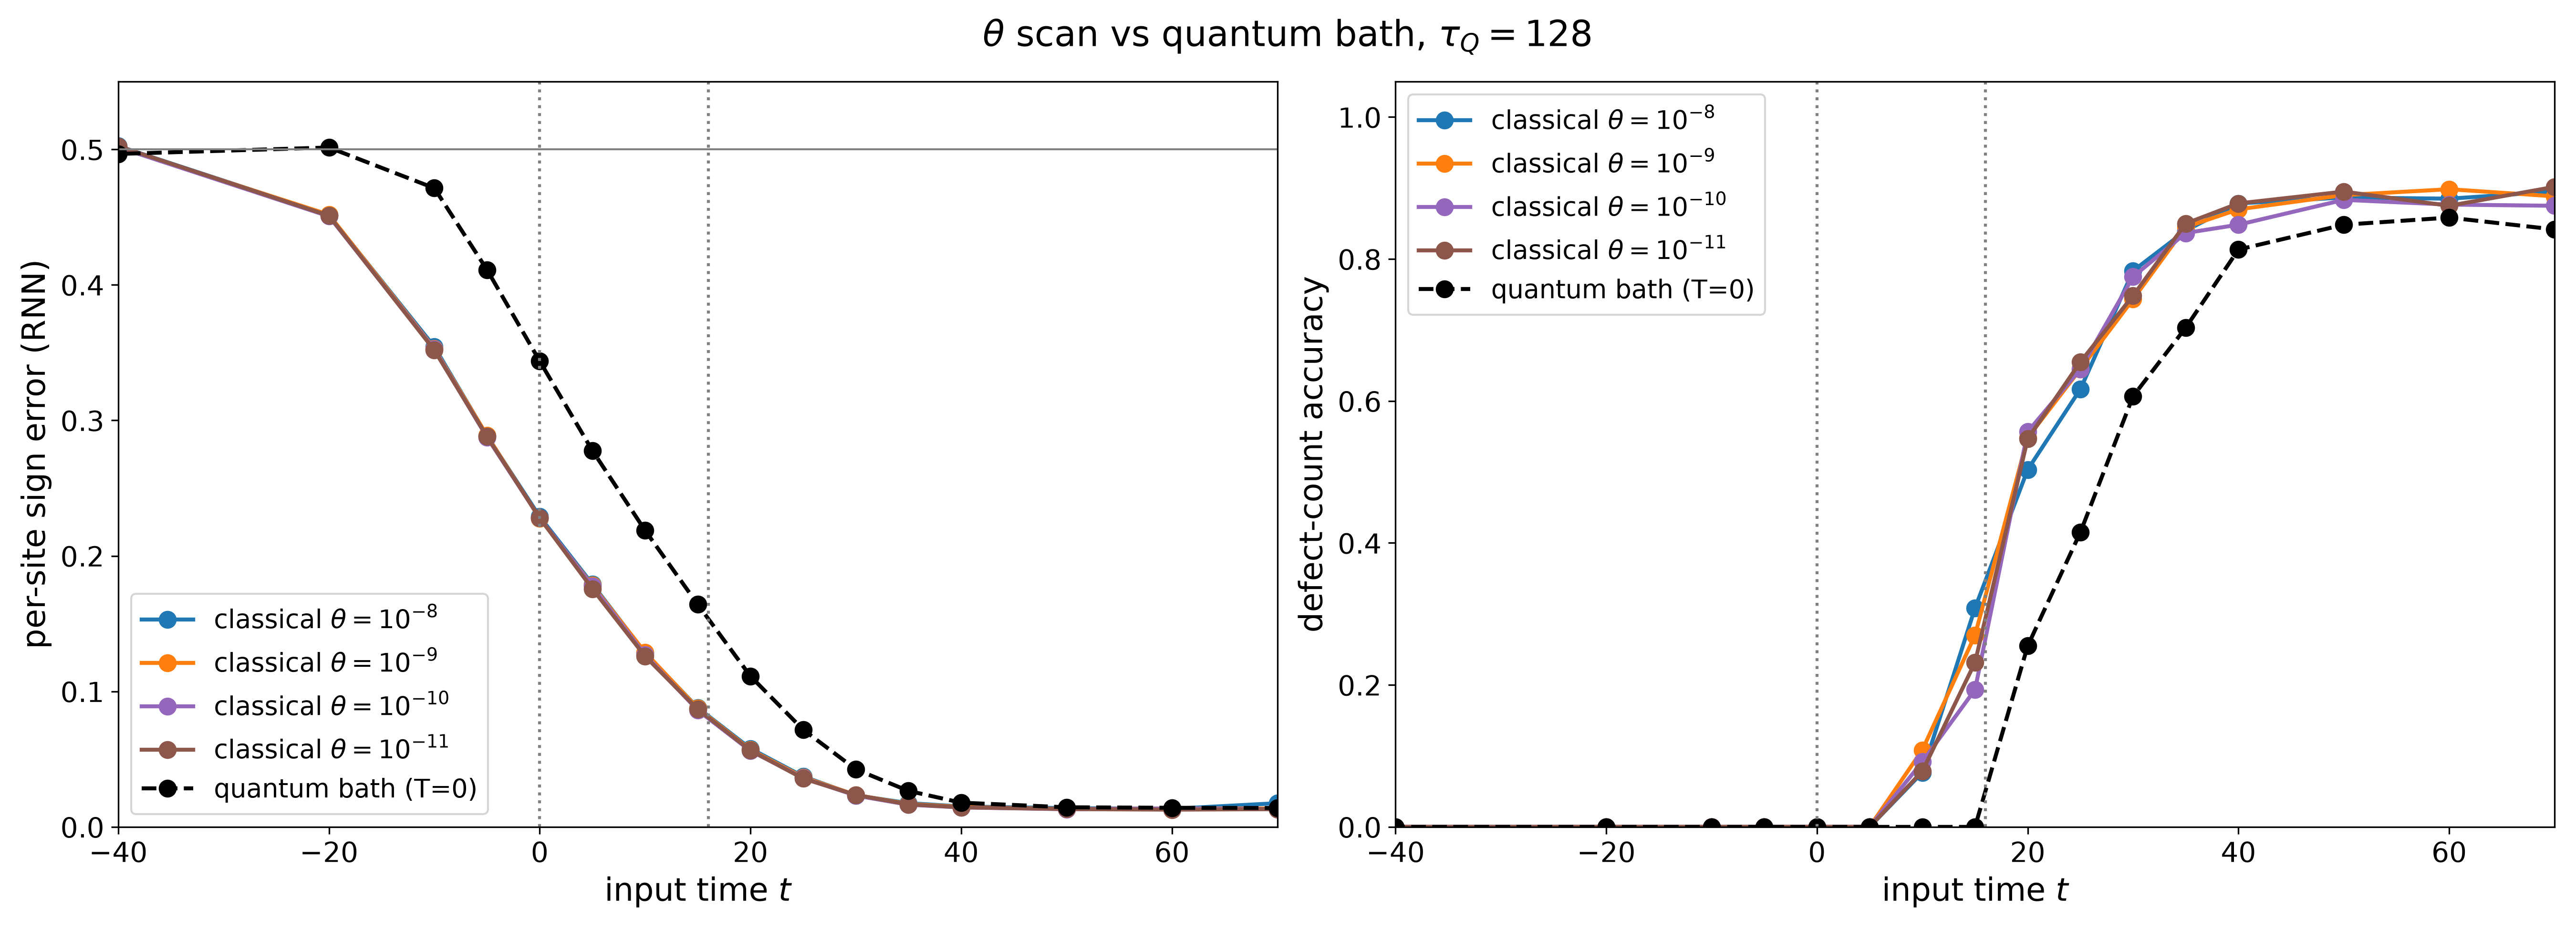 θ scan vs quantum bath, τ_Q = 128
per-site sign error (RNN)
0.5
0.4
0.3
0.2
0.1
0.0
classical θ = 10⁻⁸
classical θ = 10⁻⁹
classical θ = 10⁻¹⁰
classical θ = 10⁻¹¹
quantum bath (T=0)
−40 −20 0 20 40 60
input time t
defect-count accuracy
1.0
0.8
0.6
0.4
0.2
0.0
classical θ = 10⁻⁸
classical θ = 10⁻⁹
classical θ = 10⁻¹⁰
classical θ = 10⁻¹¹
quantum bath (T=0)
−40 −20 0 20 40 60
input time t